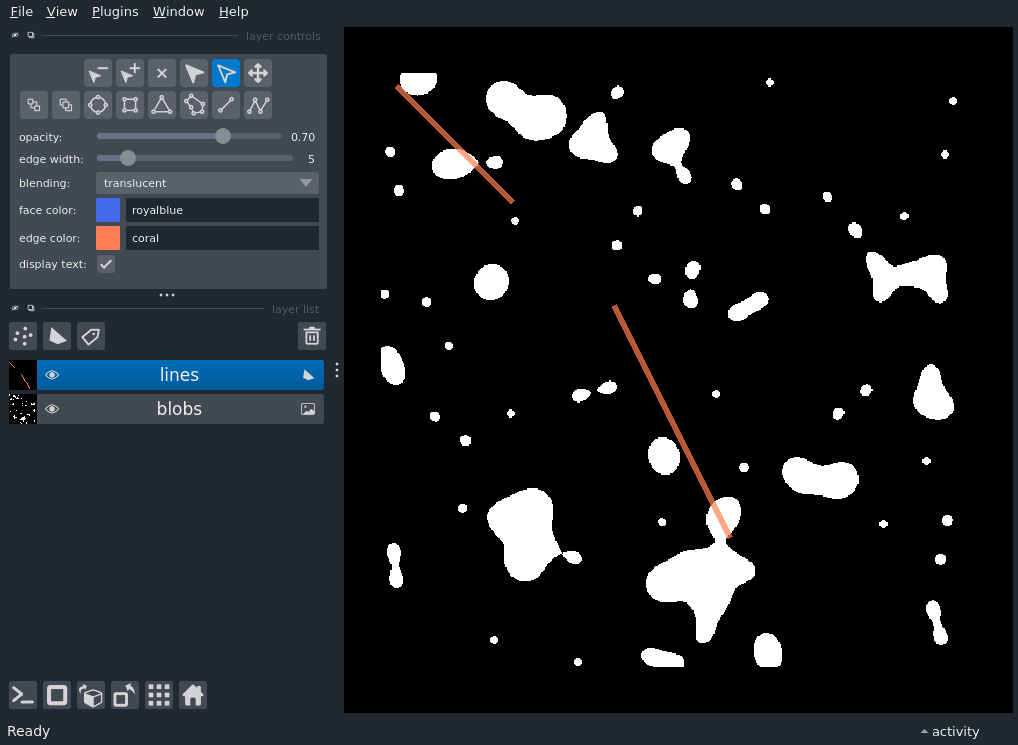 File View Plugins Window Help
layer controls
opacity: 0.70
edge width: 5
blending: translucent
face color: royalblue
edge color: coral
display text:
layer list
lines
blobs
Ready activity